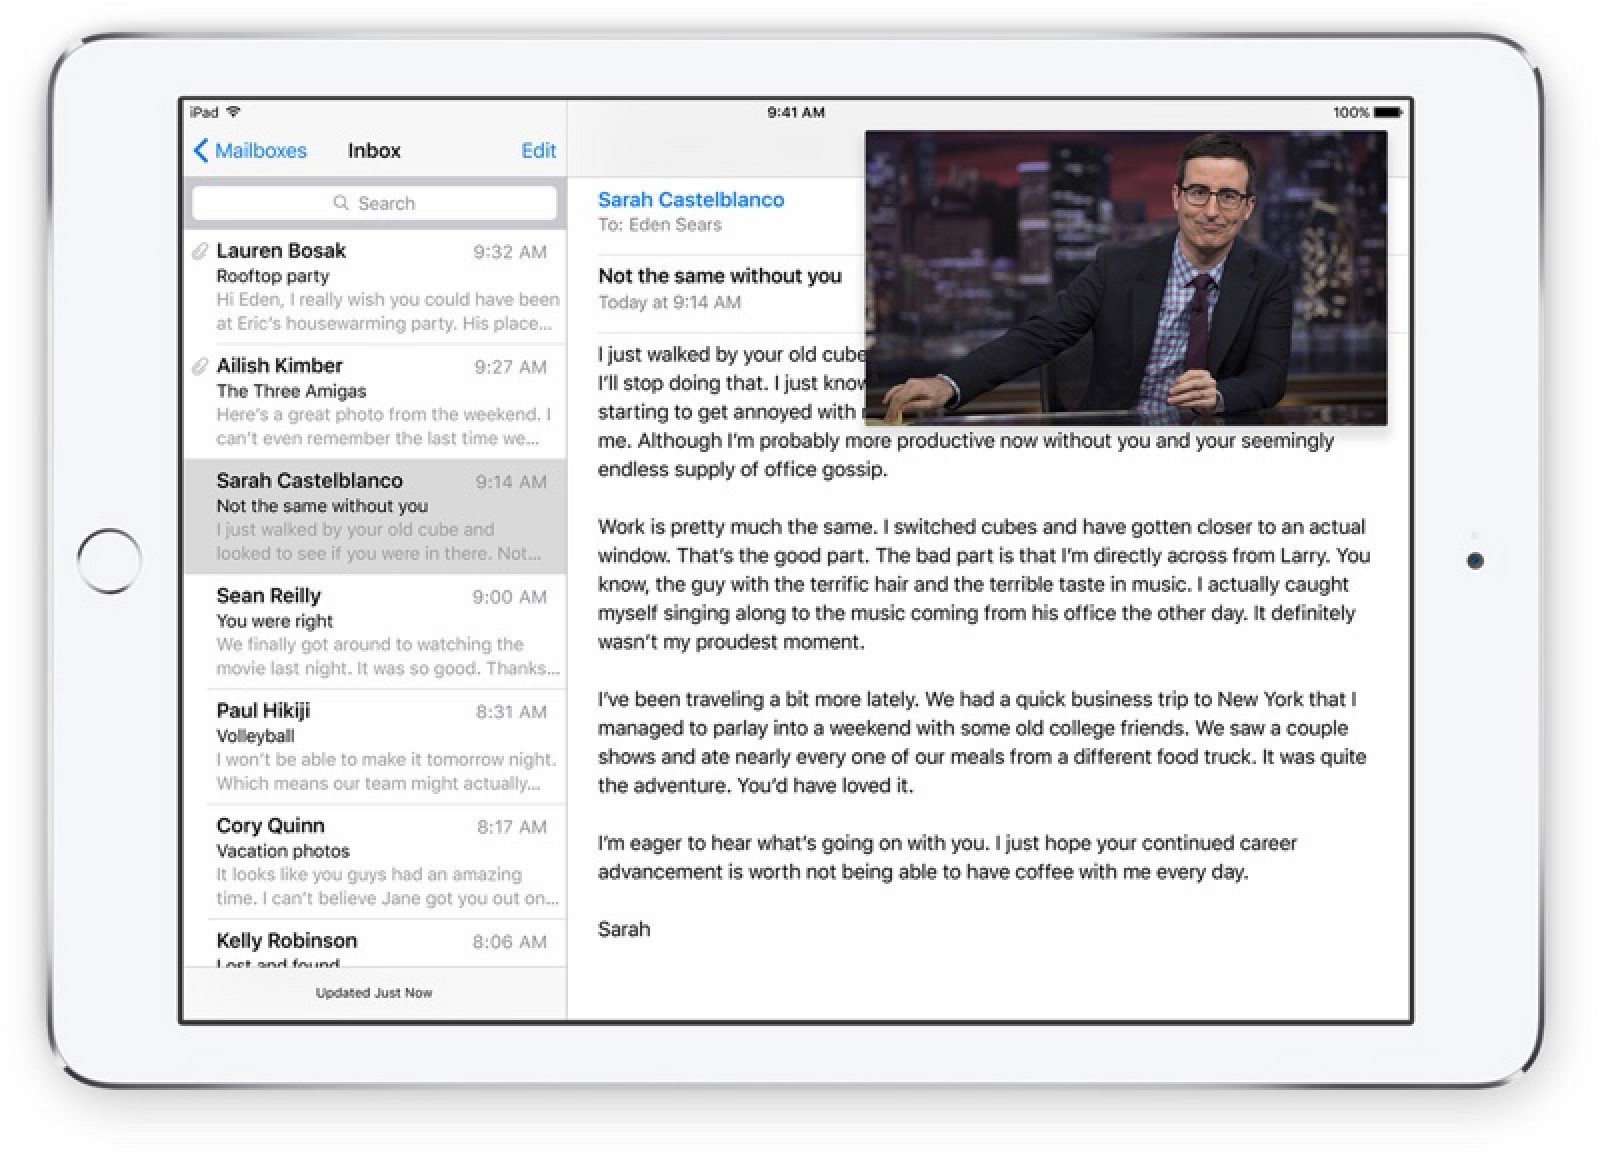 iPad
9:41 AM
100%
Mailboxes
Inbox
Edit
Search
Lauren Bosak
9:32 AM
Rooftop party
Hi Eden, I really wish you could have been
at Eric’s housewarming party. His place...
Ailish Kimber
9:27 AM
The Three Amigas
Here’s a great photo from the weekend. I
can’t even remember the last time we...
Sarah Castelblanco
9:14 AM
Not the same without you
I just walked by your old cube and
looked to see if you were in there. Not...
Sean Reilly
9:00 AM
You were right
We finally got around to watching the
movie last night. It was so good. Thanks...
Paul Hikiji
8:31 AM
Volleyball
I won’t be able to make it tomorrow night.
Which means our team might actually...
Cory Quinn
8:17 AM
Vacation photos
It looks like you guys had an amazing
time. I can’t believe Jane got you out on...
Kelly Robinson
8:06 AM
Lost and found
Updated Just Now
Sarah Castelblanco
To: Eden Sears
Not the same without you
Today at 9:14 AM
I just walked by your old cube
I’ll stop doing that. I just know
starting to get annoyed with
me. Although I’m probably more productive now without you and your seemingly
endless supply of office gossip.
Work is pretty much the same. I switched cubes and have gotten closer to an actual
window. That’s the good part. The bad part is that I’m directly across from Larry. You
know, the guy with the terrific hair and the terrible taste in music. I actually caught
myself singing along to the music coming from his office the other day. It definitely
wasn’t my proudest moment.
I’ve been traveling a bit more lately. We had a quick business trip to New York that I
managed to parlay into a weekend with some old college friends. We saw a couple
shows and ate nearly every one of our meals from a different food truck. It was quite
the adventure. You’d have loved it.
I’m eager to hear what’s going on with you. I just hope your continued career
advancement is worth not being able to have coffee with me every day.
Sarah